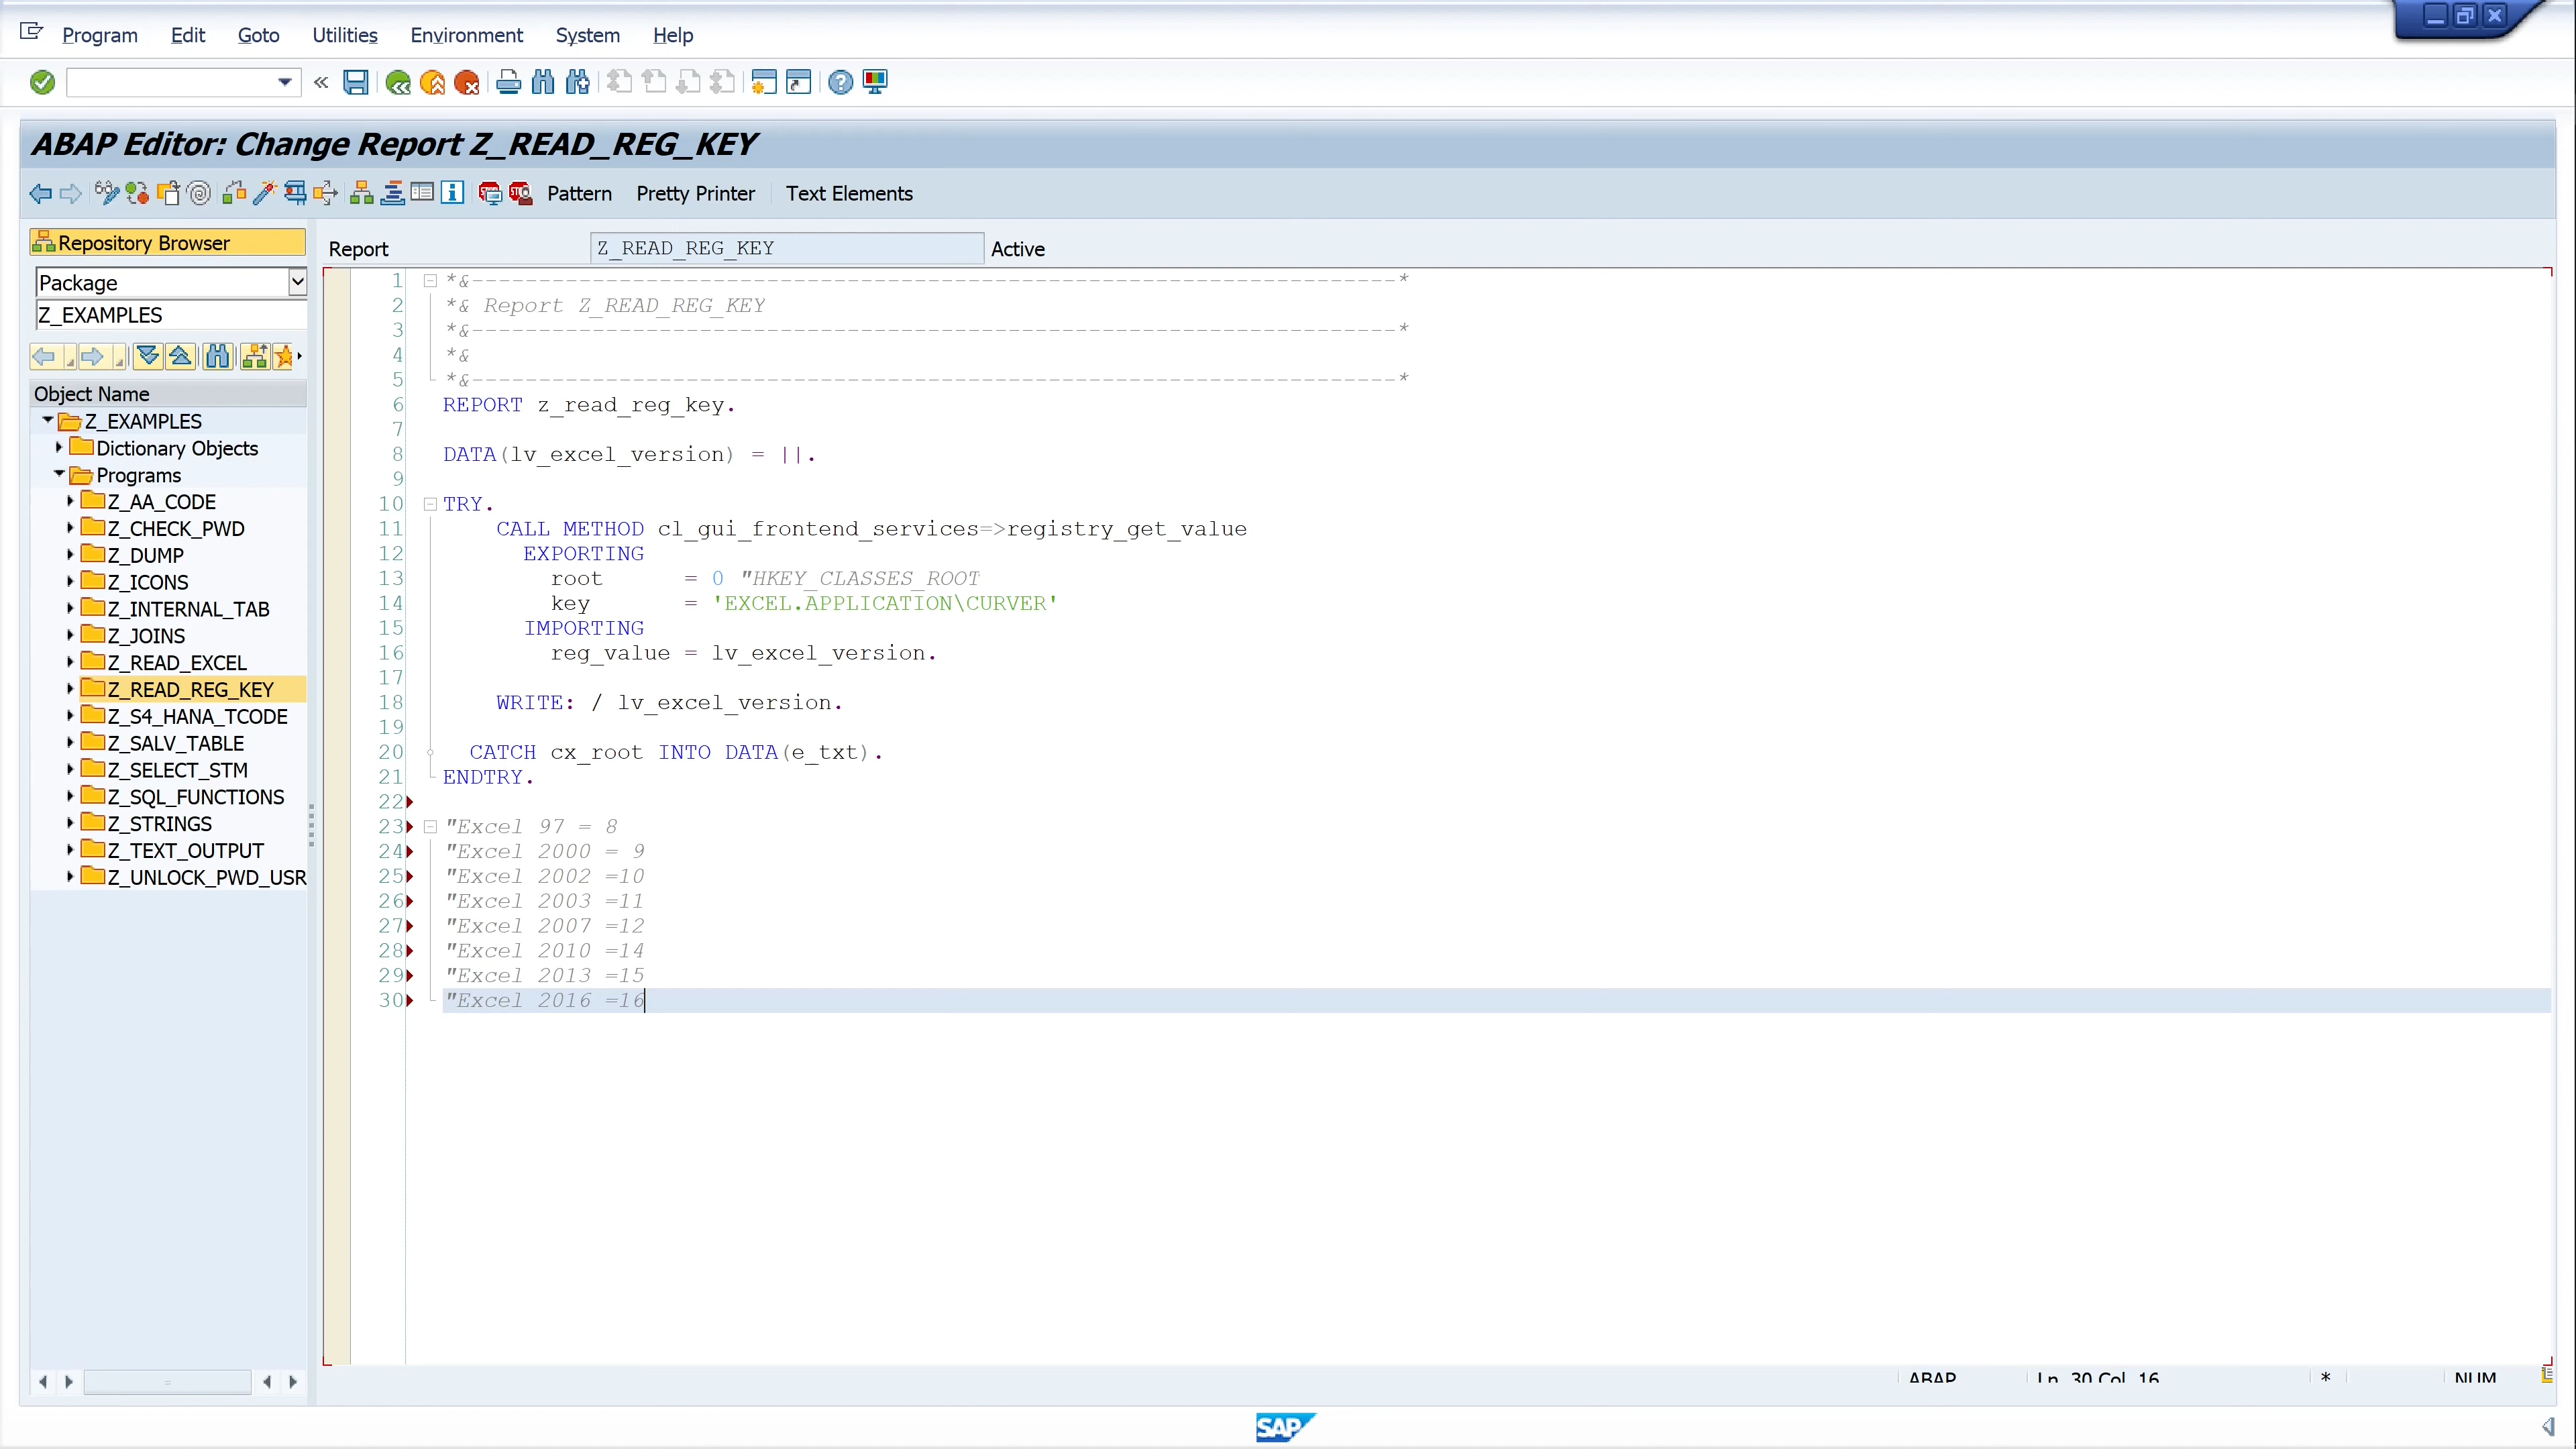 Program Edit Goto Utilities Environment System Help
ABAP Editor: Change Report Z_READ_REG_KEY
Pattern Pretty Printer Text Elements
Repository Browser
Package
Z_EXAMPLES
Object Name
Z_EXAMPLES
Dictionary Objects
Programs
Z_AA_CODE
Z_CHECK_PWD
Z_DUMP
Z_ICONS
Z_INTERNAL_TAB
Z_JOINS
Z_READ_EXCEL
Z_READ_REG_KEY
Z_S4_HANA_TCODE
Z_SALV_TABLE
Z_SELECT_STM
Z_SQL_FUNCTIONS
Z_STRINGS
Z_TEXT_OUTPUT
Z_UNLOCK_PWD_USR
Report Z_READ_REG_KEY Active
1 *&---------------------------------------------------------------------*
2 *& Report Z_READ_REG_KEY
3 *&---------------------------------------------------------------------*
4 *&
5 *&---------------------------------------------------------------------*
6 REPORT z_read_reg_key.
7
8 DATA(lv_excel_version) = ||.
9
10 TRY.
11 CALL METHOD cl_gui_frontend_services=>registry_get_value
12 EXPORTING
13 root = 0 "HKEY_CLASSES_ROOT
14 key = 'EXCEL.APPLICATION\CURVER'
15 IMPORTING
16 reg_value = lv_excel_version.
17
18 WRITE: / lv_excel_version.
19
20 CATCH cx_root INTO DATA(e_txt).
21 ENDTRY.
22
23 "Excel 97 = 8
24 "Excel 2000 = 9
25 "Excel 2002 =10
26 "Excel 2003 =11
27 "Excel 2007 =12
28 "Excel 2010 =14
29 "Excel 2013 =15
30 "Excel 2016 =16
ABAP Ln 30 Col 16 * NUM
SAP